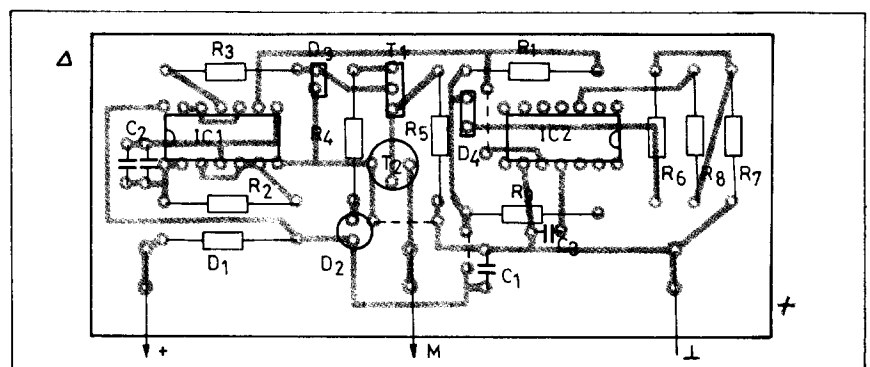 R3 D3 T1 R1
C2 IC1 R4 R5 IC2
T2 D4 R6 R8 R7
R2
C3
D1 D2 C1
+ M ⊥